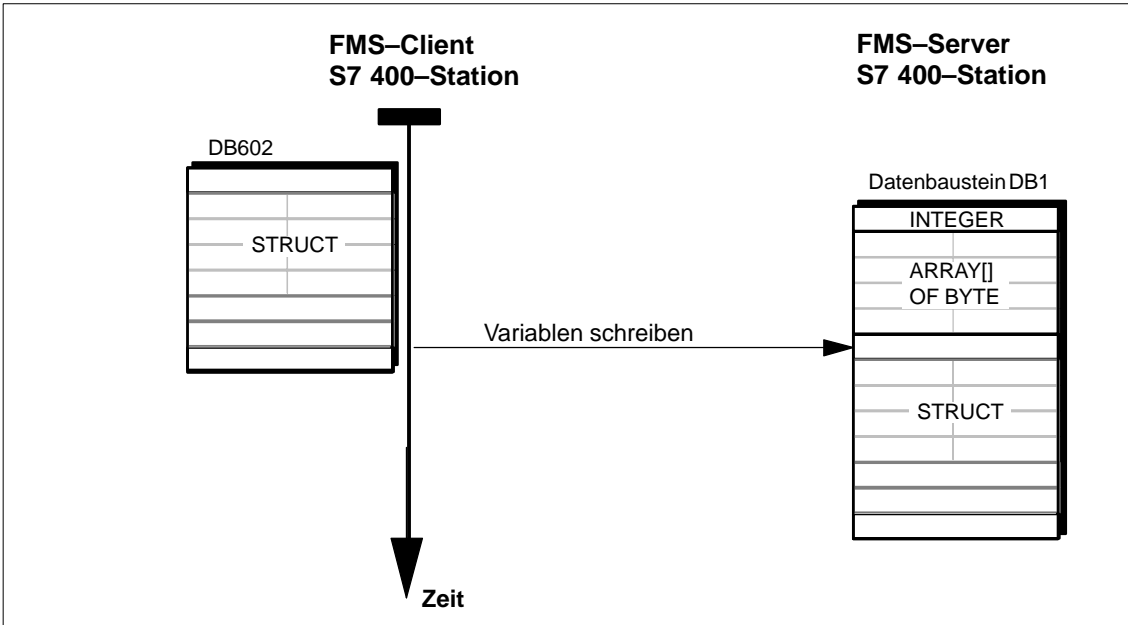 FMS–Client
S7 400–Station
FMS–Server
S7 400–Station
DB602
STRUCT
Datenbaustein DB1
INTEGER
ARRAY[]
OF BYTE
Variablen schreiben
STRUCT
Zeit